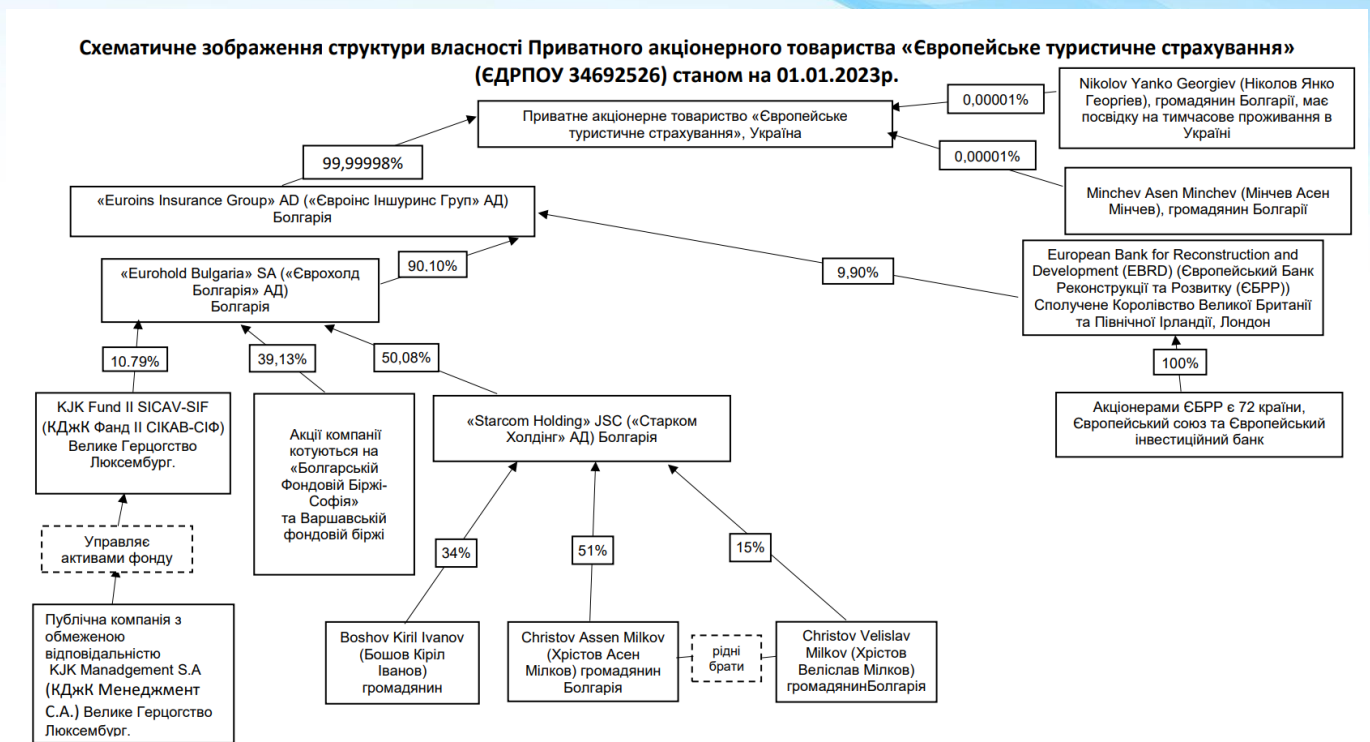 Схематичне зображення структури власності Приватного акціонерного товариства «Європейське туристичне страхування»
(ЄДРПОУ 34692526) станом на 01.01.2023р.
Приватне акціонерне товариство «Європейське
туристичне страхування», Україна
0,00001%
Nikolov Yanko Georgiev (Ніколов Янко
Георгіев), громадянин Болгарії, має
посвідку на тимчасове проживання в
Україні
99,99998%
0,00001%
Minchev Asen Minchev (Мінчев Асен
Мінчев), громадянин Болгарії
«Euroins Insurance Group» AD («Євроінс Іншуринс Груп» АД)
Болгарія
«Eurohold Bulgaria» SA («Єврохолд
Болгарія» АД)
Болгарія
90.10%
9,90%
European Bank for Reconstruction and
Development (EBRD) (Європейський Банк
Реконструкції та Розвитку (ЄБРР))
Сполучене Королівство Великої Британії
та Північної Ірландії, Лондон
10.79%
39,13%
50,08%
100%
KJK Fund II SICAV-SIF
(КДжК Фанд II СІКАВ-СІФ)
Велике Герцогство
Люксембург.
Акції компанії
котуються на
«Болгарській
Фондовій Біржі-
Софія»
та Варшавській
фондовій біржі
«Starcom Holding» JSC («Старком
Холдінг» АД) Болгарія
Акціонерами ЄБРР є 72 країни,
Європейський союз та Європейський
інвестиційний банк
Управляє
активами фонду
34%
51%
15%
Публічна компанія з
обмеженою
відповідальністю
KJK Manadgement S.A
(КДжК Менеджмент
С.А.) Велике Герцогство
Люксембург.
Boshov Kiril Ivanov
(Бошов Кіріл
Іванов)
громадянин
Christov Assen Milkov
(Хрістов Асен
Мілков) громадянин
Болгарія
рідні
брати
Christov Velislav
Milkov (Хрістов
Веліслав Мілков)
громадянинБолгарія